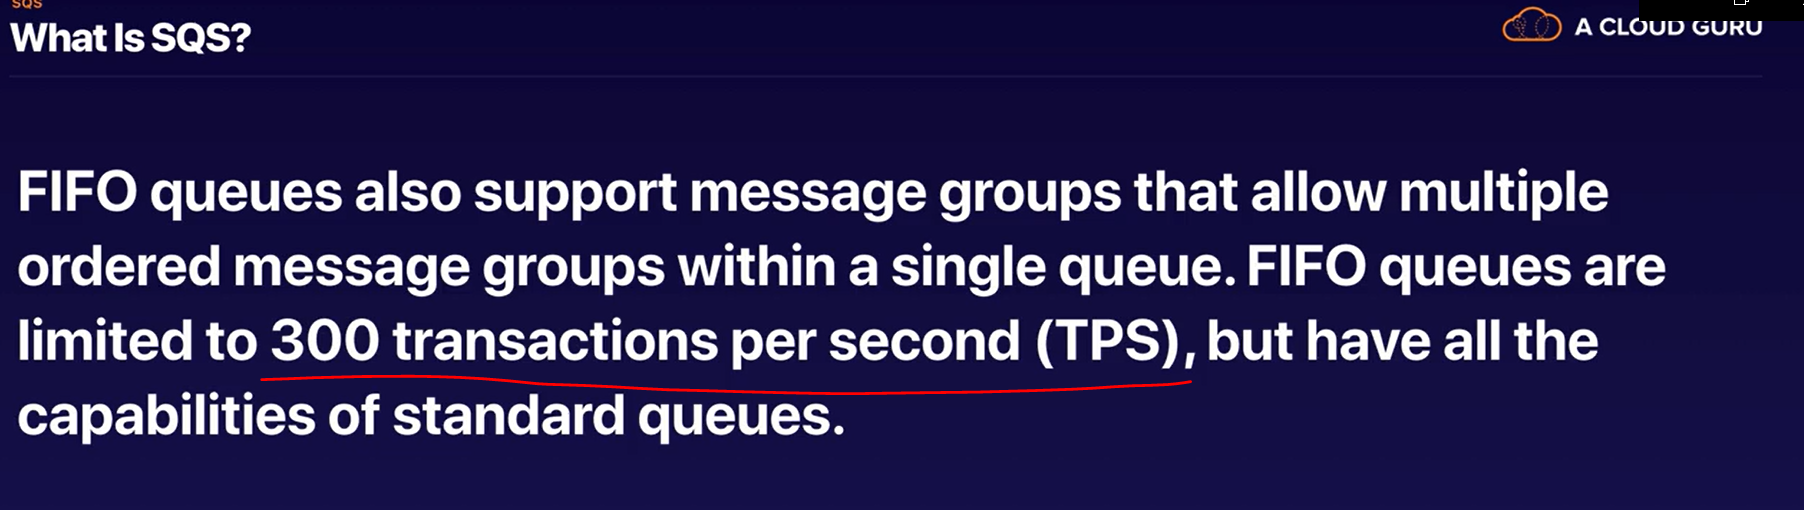 SQS
What Is SQS?
A CLOUD GURU
FIFO queues also support message groups that allow multiple
ordered message groups within a single queue. FIFO queues are
limited to 300 transactions per second (TPS), but have all the
capabilities of standard queues.